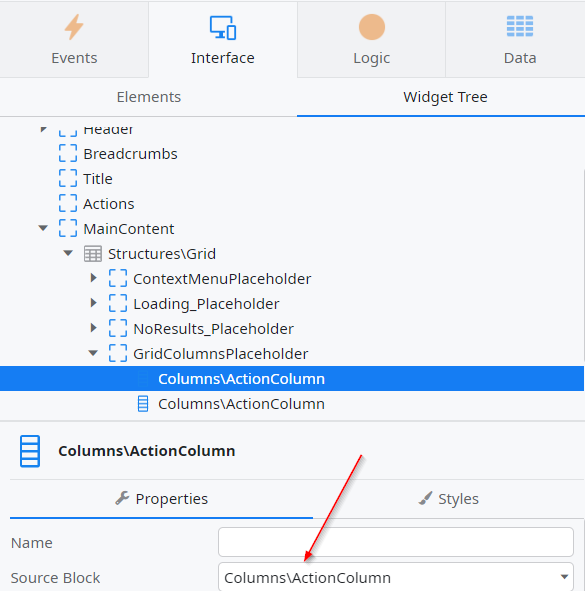 Events Interface Logic Data
Elements Widget Tree
Header
Breadcrumbs
Title
Actions
MainContent
Structures\Grid
ContextMenuPlaceholder
Loading_Placeholder
NoResults_Placeholder
GridColumnsPlaceholder
Columns\ActionColumn
Columns\ActionColumn
Columns\ActionColumn
Properties Styles
Name
Source Block Columns\ActionColumn